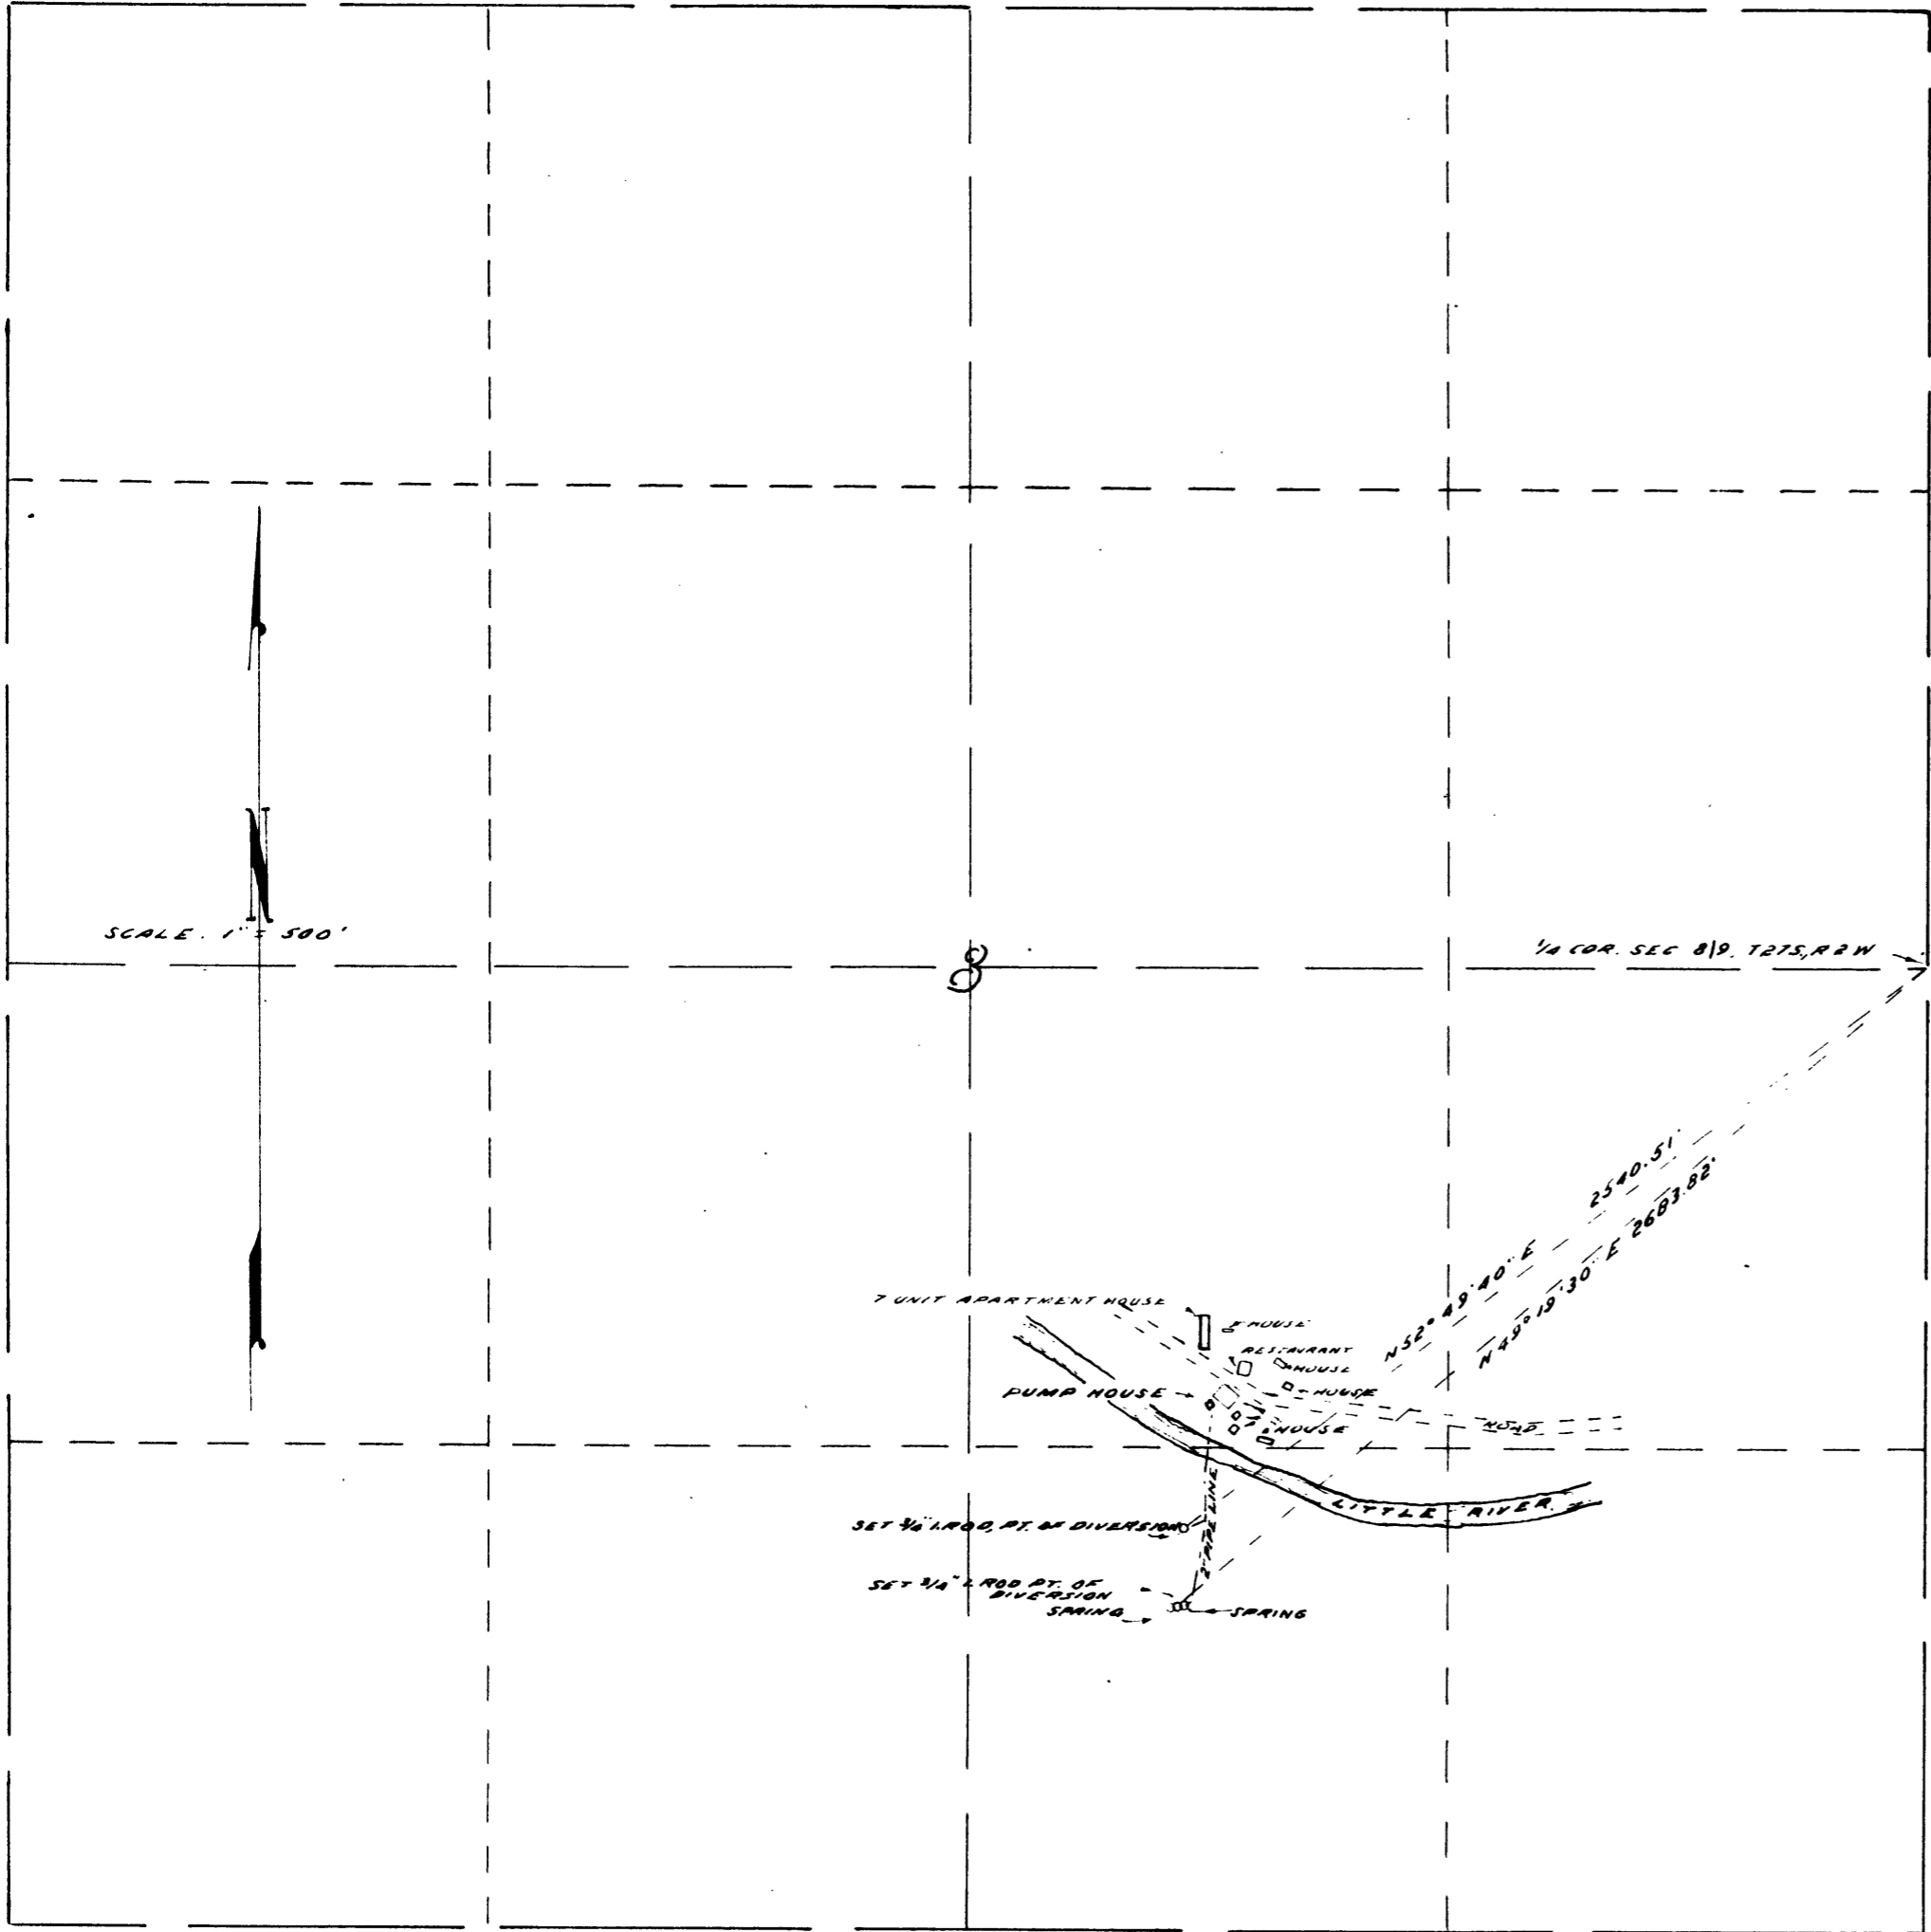 N
SCALE. 1" = 500'
8
1/4 COR. SEC 8|9, T27S, R2W
2540.51'
N 52° 49' 40" E
N 49° 19' 30" E 2683.82'
7 UNIT APARTMENT HOUSE
HOUSE
RESTAURANT
HOUSE
PUMP HOUSE
HOUSE
HOUSE
ROAD
LITTLE RIVER
2" PIPE LINE
SET 3/4" I. ROD, PT. OF DIVERSION
SET 3/4" I. ROD PT. OF
DIVERSION
SPRING
SPRING